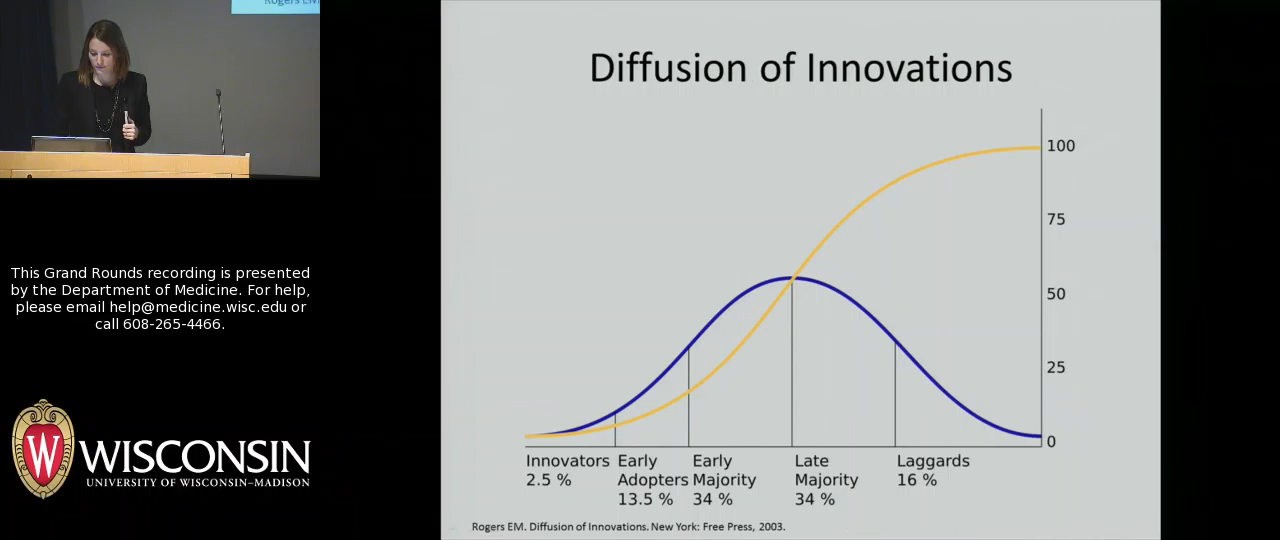 Rogers EM.
This Grand Rounds recording is presented
by the Department of Medicine. For help,
please email help@medicine.wisc.edu or
call 608-265-4466.
W WISCONSIN
UNIVERSITY OF WISCONSIN–MADISON
Diffusion of Innovations
100
75
50
25
0
Innovators
2.5 %
Early
Adopters
13.5 %
Early
Majority
34 %
Late
Majority
34 %
Laggards
16 %
Rogers EM. Diffusion of Innovations. New York: Free Press, 2003.